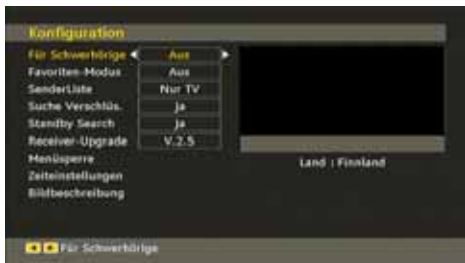 Konfiguration
Für Schwerhörige Aus
Favoriten-Modus Aus
SenderListe Nur TV
Suche Verschlüs. Ja
Standby Search Ja
Receiver-Upgrade V.2.5
Menüsperre
Zeiteinstellungen
Bildbeschreibung
Land : Finnland
Für Schwerhörige